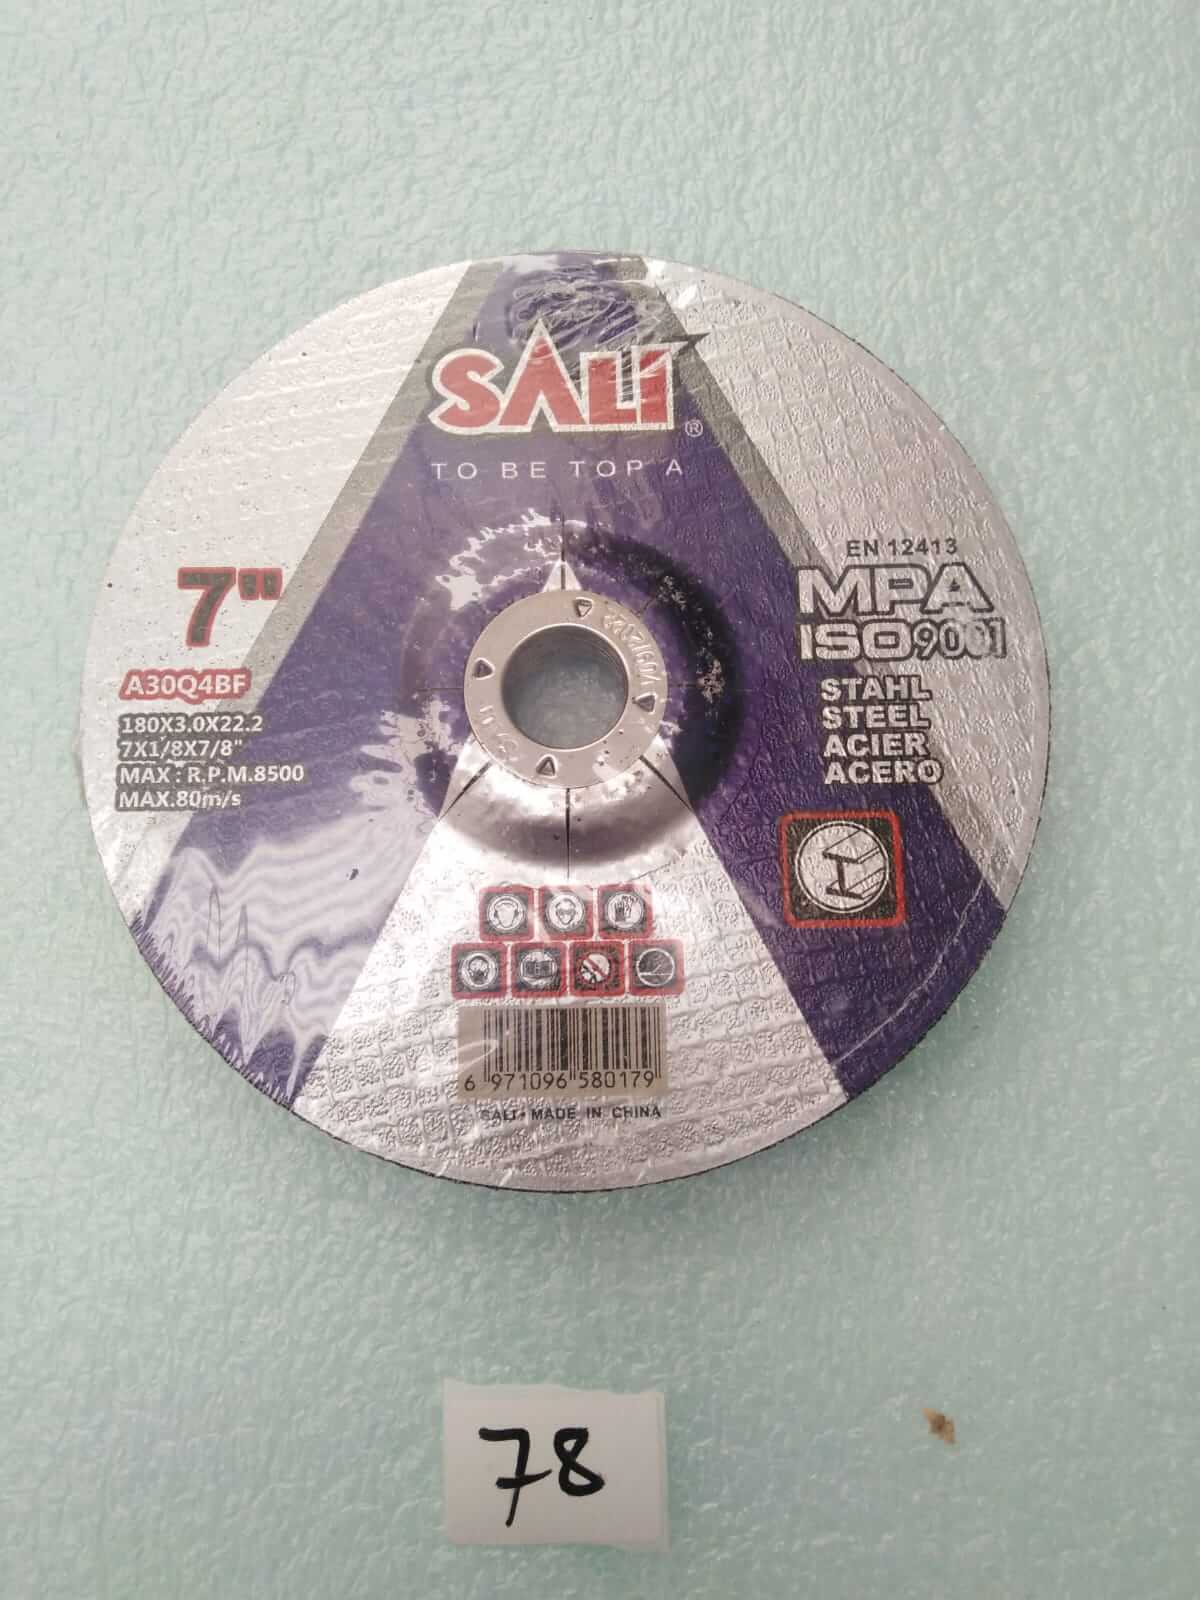 SALI
®
TO BE TOP A
7"
A30Q4BF
180X3.0X22.2
7X1/8X7/8"
MAX : R.P.M.8500
MAX.80m/s
EN 12413
MPA
ISO9001
STAHL
STEEL
ACIER
ACERO
6 971096 580179
SALI · MADE IN CHINA
78